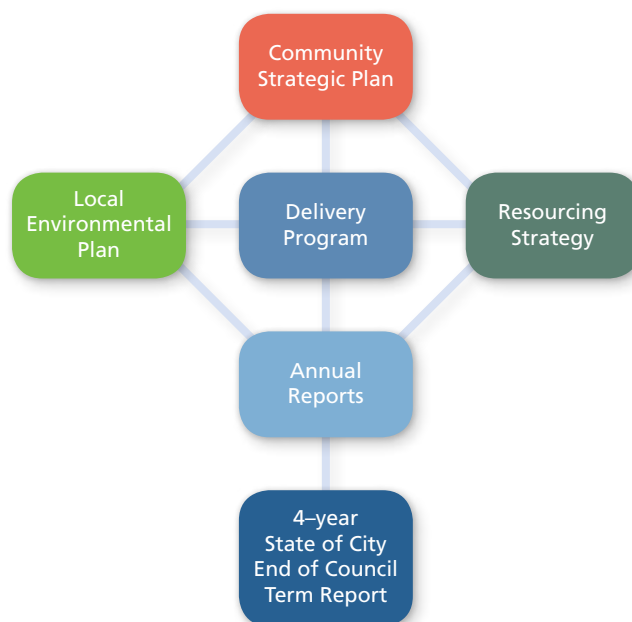 Community
Strategic Plan
Local
Environmental
Plan
Delivery
Program
Resourcing
Strategy
Annual
Reports
4–year
State of City
End of Council
Term Report